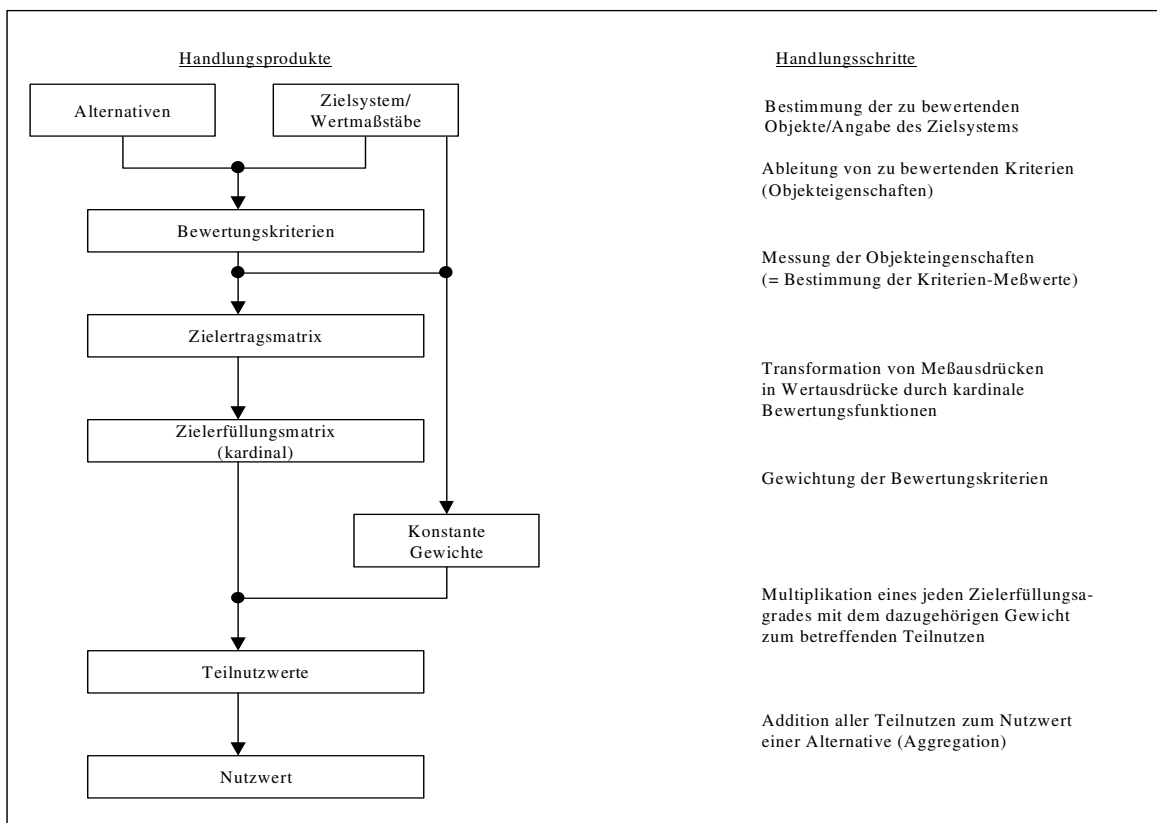 Handlungsprodukte
Handlungsschritte
Alternativen
Zielsystem/
Wertmaßstäbe
Bestimmung der zu bewertenden
Objekte/Angabe des Zielsystems
Ableitung von zu bewertenden Kriterien
(Objekteigenschaften)
Bewertungskriterien
Messung der Objekteingenschaften
(= Bestimmung der Kriterien-Meßwerte)
Zielertragsmatrix
Transformation von Meßausdrücken
in Wertausdrücke durch kardinale
Bewertungsfunktionen
Zielerfüllungsmatrix
(kardinal)
Gewichtung der Bewertungskriterien
Konstante
Gewichte
Multiplikation eines jeden Zielerfüllungsa-
grades mit dem dazugehörigen Gewicht
zum betreffenden Teilnutzen
Teilnutzwerte
Addition aller Teilnutzen zum Nutzwert
einer Alternative (Aggregation)
Nutzwert